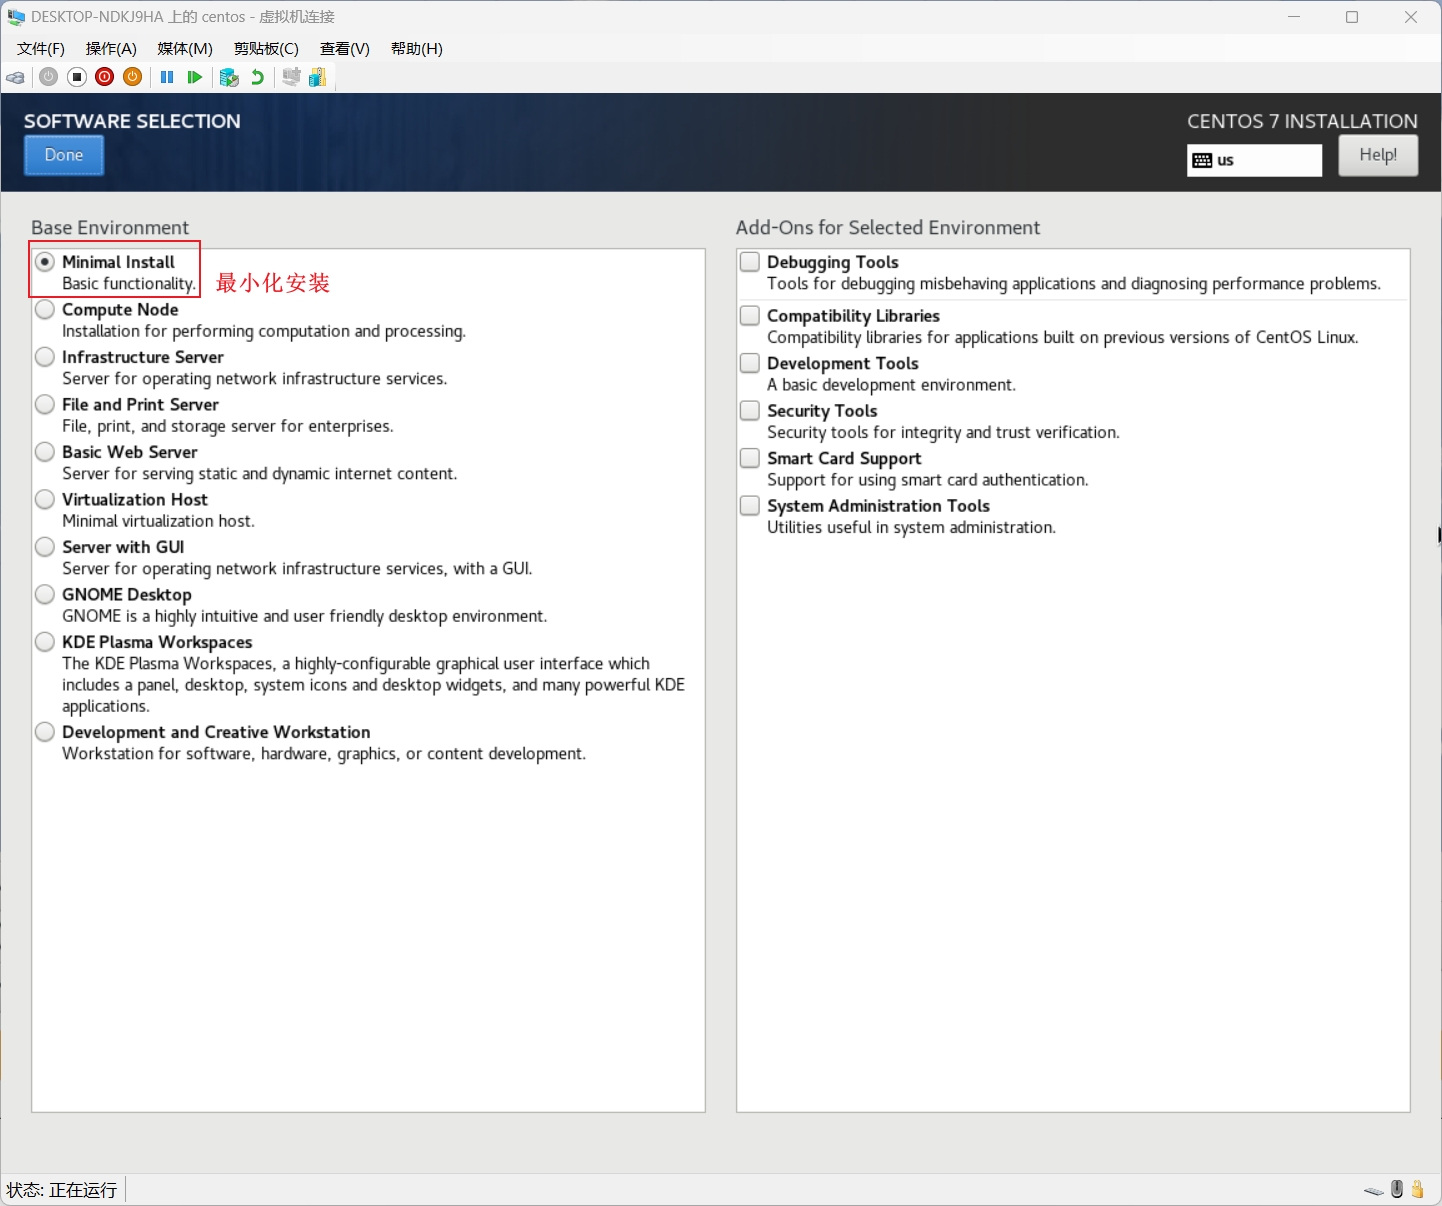 DESKTOP-NDKJ9HA 上的 centos - 虚拟机连接
文件(F) 操作(A) 媒体(M) 剪贴板(C) 查看(V) 帮助(H)
SOFTWARE SELECTION
CENTOS 7 INSTALLATION
Done
us
Help!
Base Environment
Minimal Install
Basic functionality.
最小化安装
Compute Node
Installation for performing computation and processing.
Infrastructure Server
Server for operating network infrastructure services.
File and Print Server
File, print, and storage server for enterprises.
Basic Web Server
Server for serving static and dynamic internet content.
Virtualization Host
Minimal virtualization host.
Server with GUI
Server for operating network infrastructure services, with a GUI.
GNOME Desktop
GNOME is a highly intuitive and user friendly desktop environment.
KDE Plasma Workspaces
The KDE Plasma Workspaces, a highly-configurable graphical user interface which
includes a panel, desktop, system icons and desktop widgets, and many powerful KDE
applications.
Development and Creative Workstation
Workstation for software, hardware, graphics, or content development.
Add-Ons for Selected Environment
Debugging Tools
Tools for debugging misbehaving applications and diagnosing performance problems.
Compatibility Libraries
Compatibility libraries for applications built on previous versions of CentOS Linux.
Development Tools
A basic development environment.
Security Tools
Security tools for integrity and trust verification.
Smart Card Support
Support for using smart card authentication.
System Administration Tools
Utilities useful in system administration.
状态: 正在运行